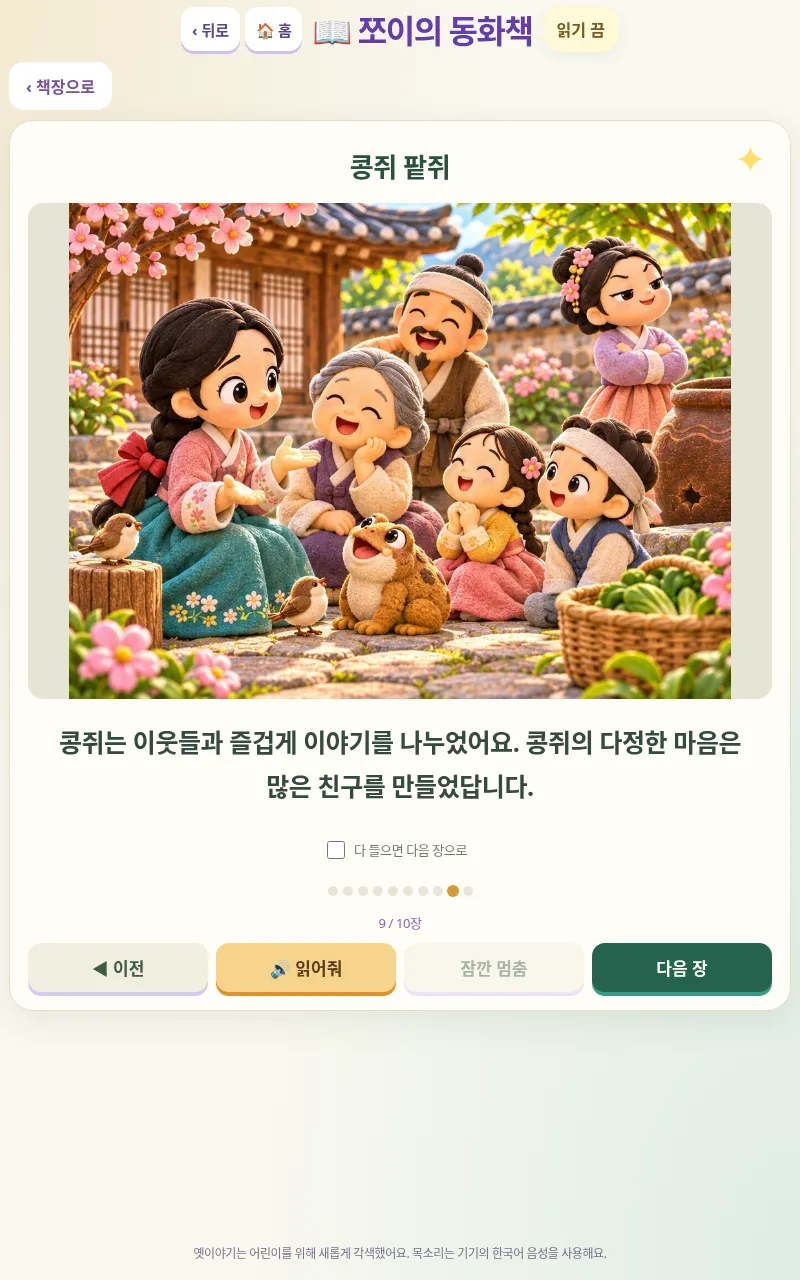 ‹ 뒤로
🏠 홈
📖 쪼이의 동화책
읽기 끝
‹ 책장으로
콩쥐 팥쥐
콩쥐는 이웃들과 즐겁게 이야기를 나누었어요. 콩쥐의 다정한 마음은
많은 친구를 만들었답니다.
다 들으면 다음 장으로
9 / 10장
◀ 이전
🔊 읽어줘
잠깐 멈춤
다음 장
옛이야기는 어린이를 위해 새롭게 각색했어요. 목소리는 기기의 한국어 음성을 사용해요.